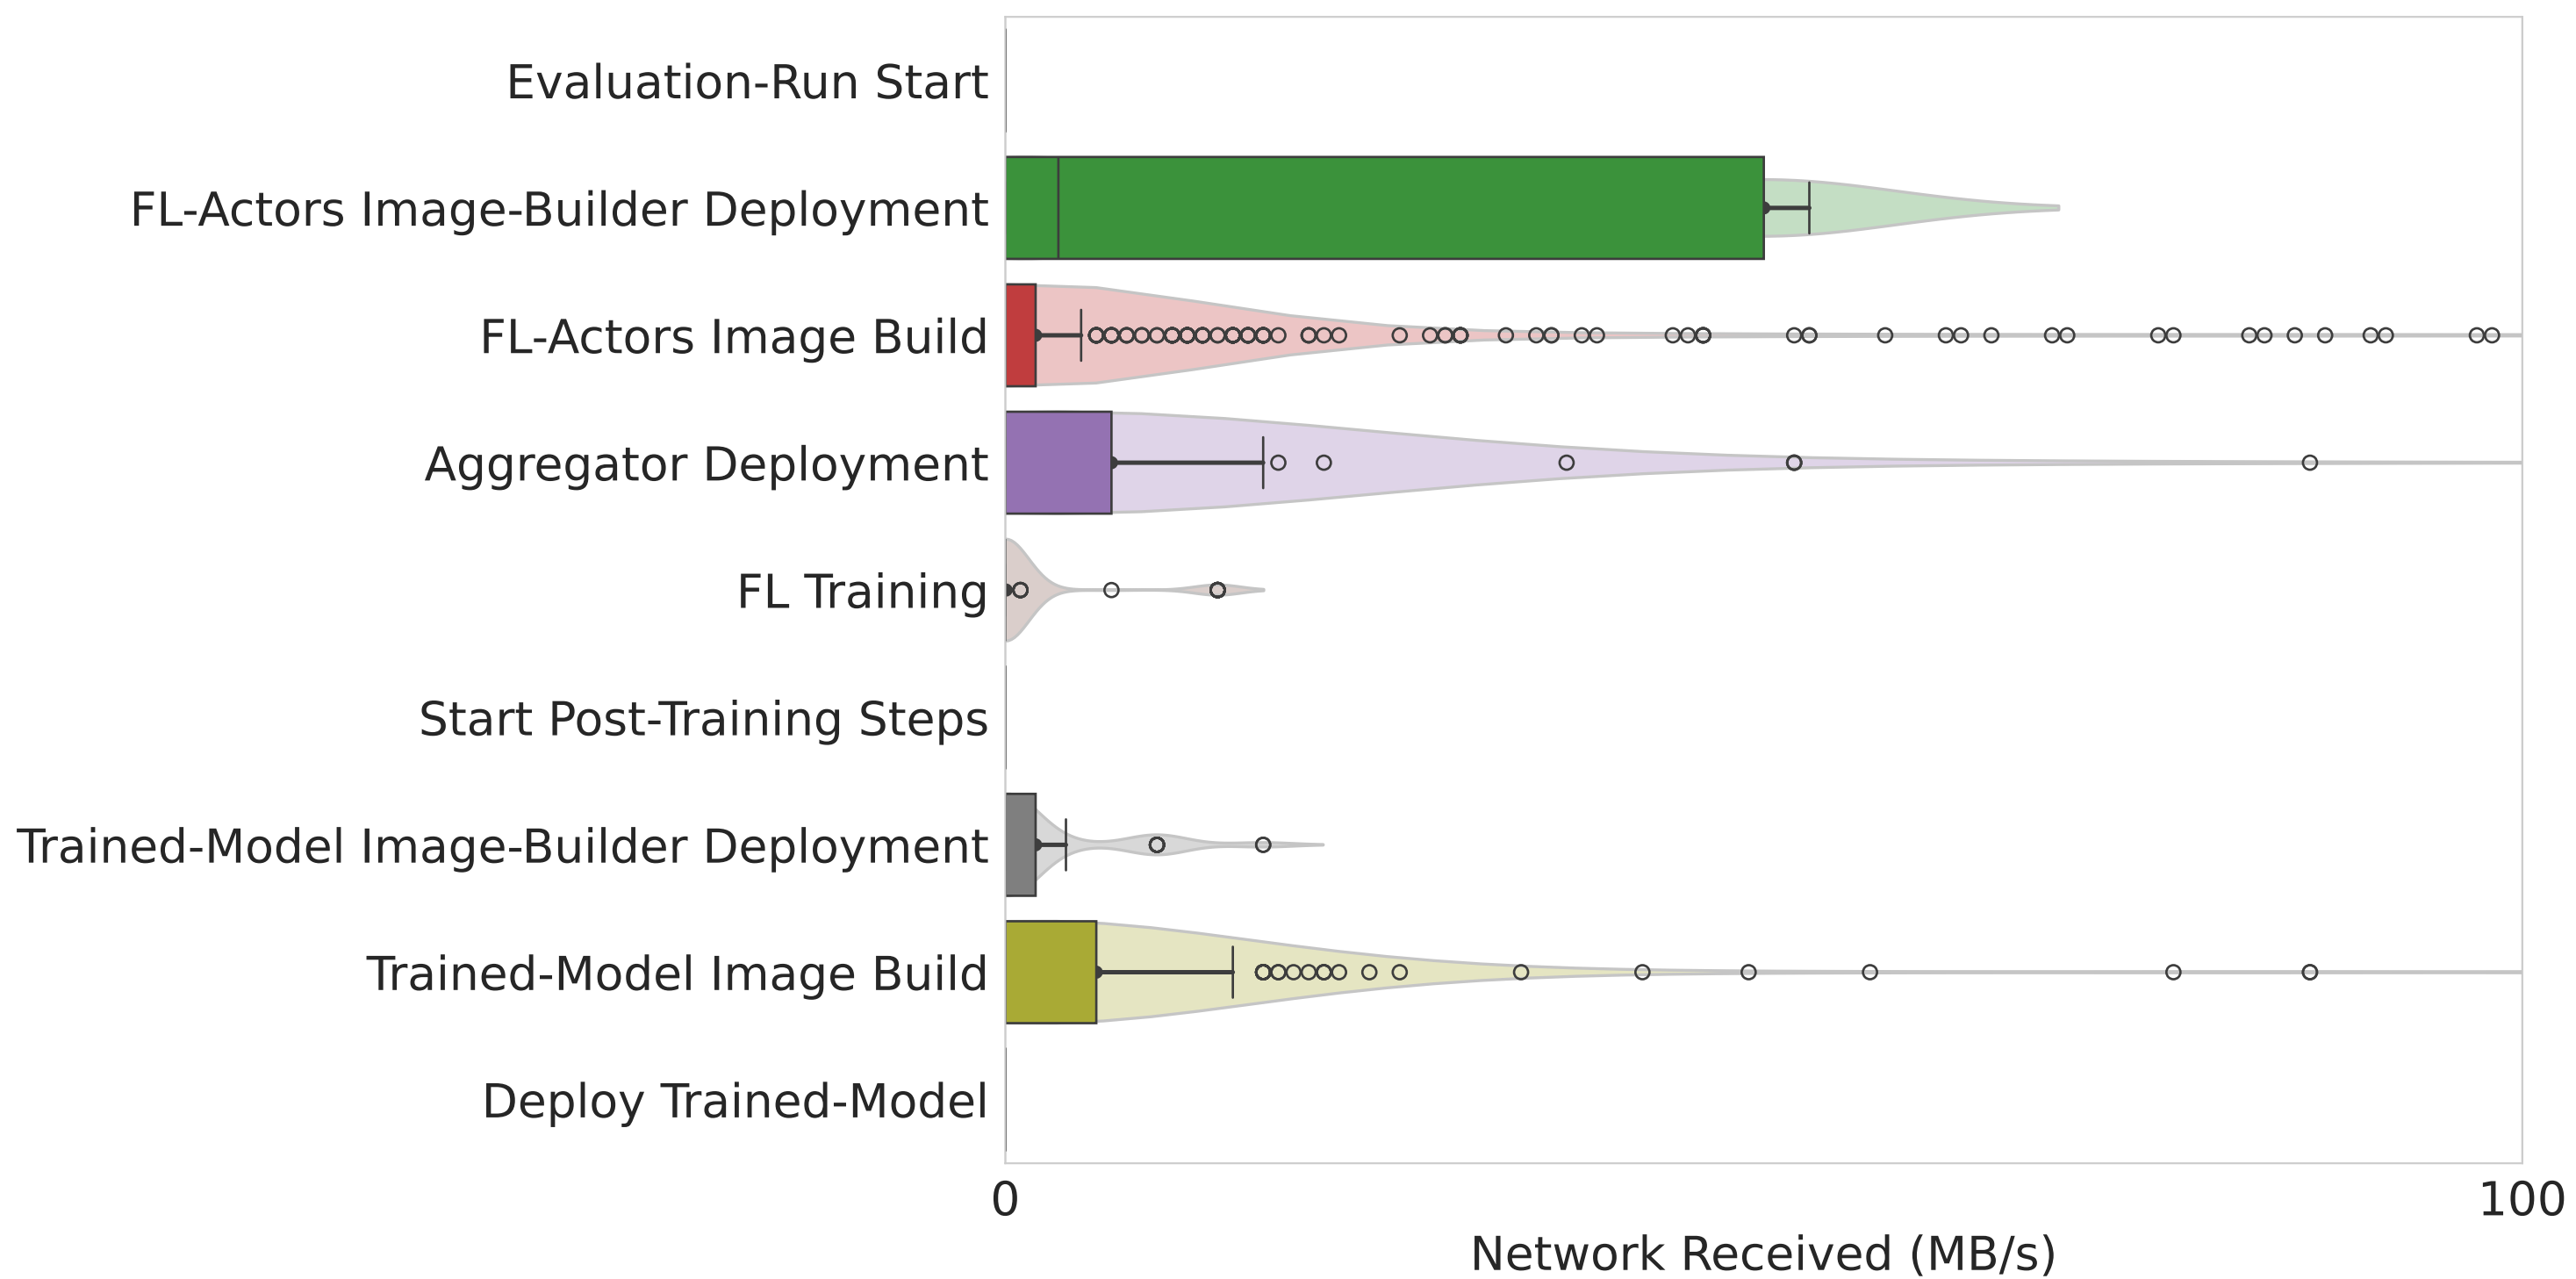 Evaluation-Run Start
FL-Actors Image-Builder Deployment
FL-Actors Image Build
Aggregator Deployment
FL Training
Start Post-Training Steps
Trained-Model Image-Builder Deployment
Trained-Model Image Build
Deploy Trained-Model
0 100
Network Received (MB/s)